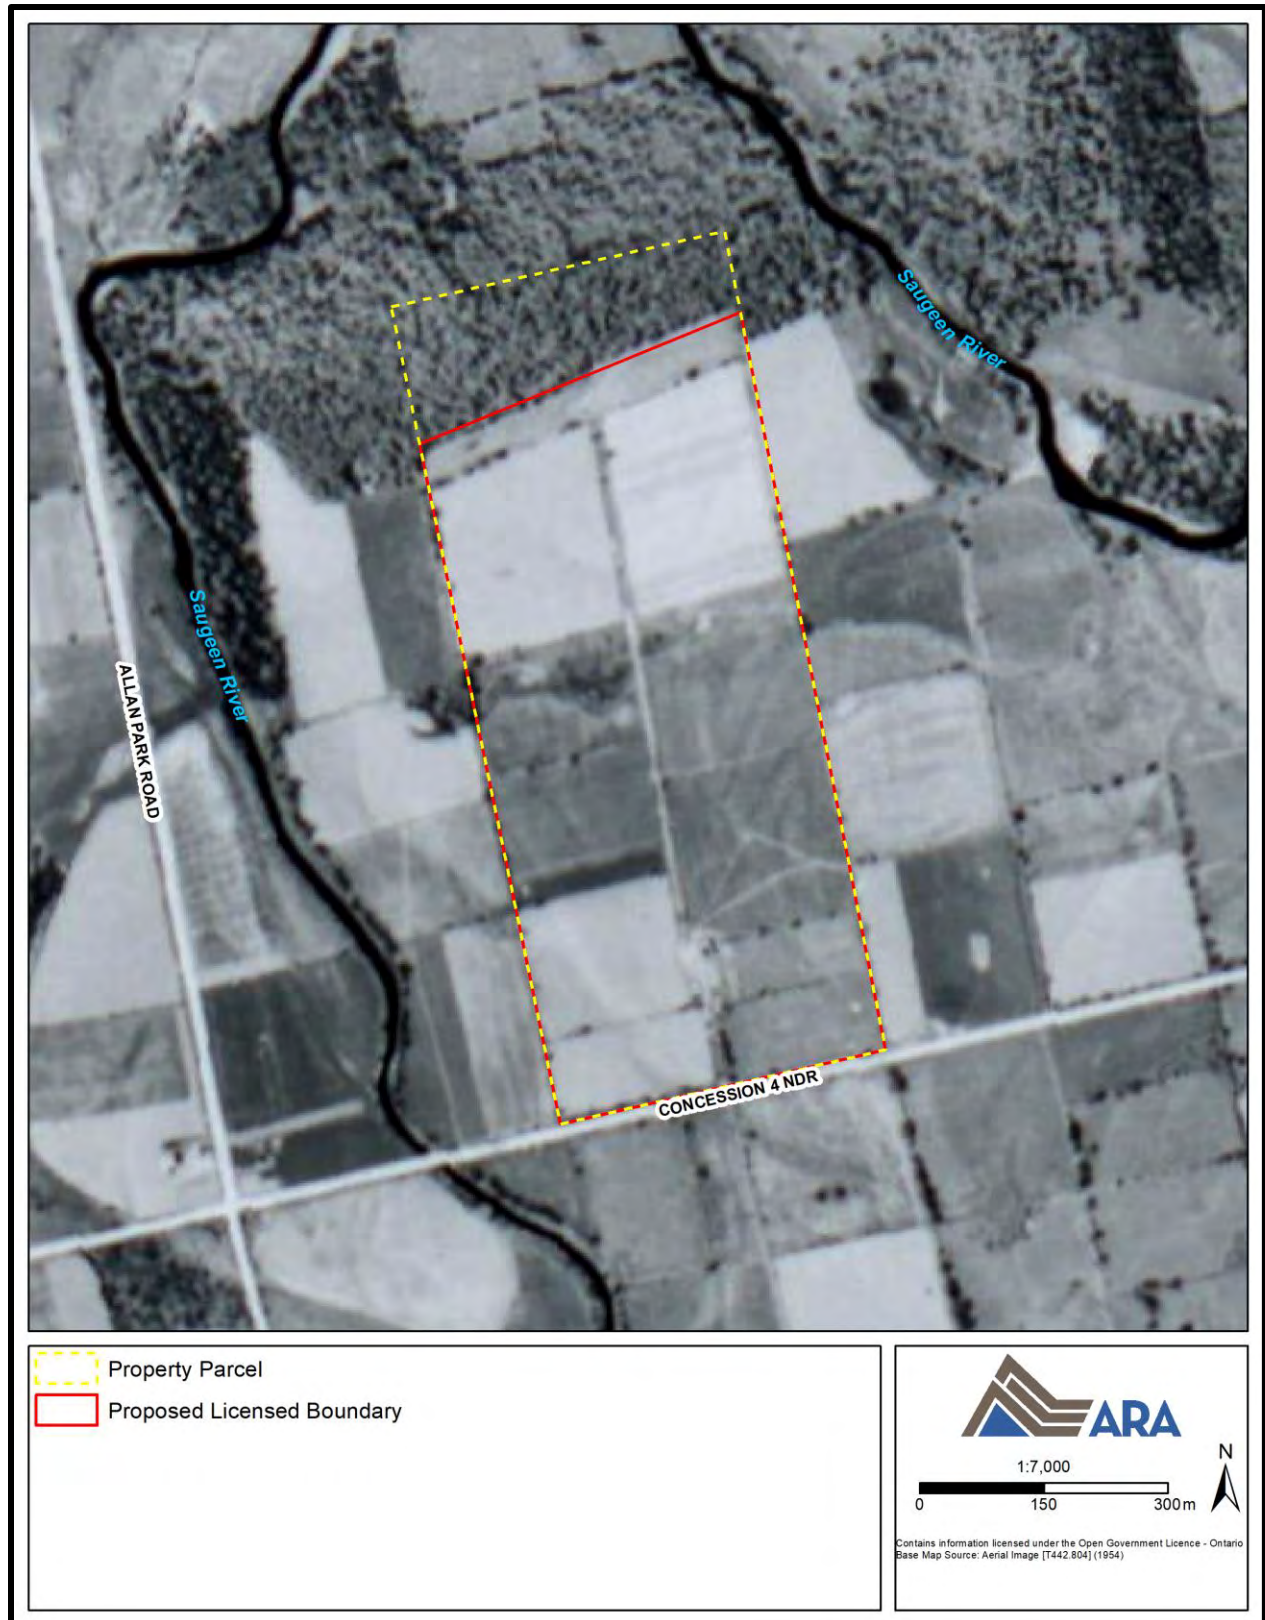 Saugeen River
Saugeen River
ALLAN PARK ROAD
CONCESSION 4 NDR
Property Parcel
Proposed Licensed Boundary
ARA
1:7,000
N
0 150 300 m
Contains information licensed under the Open Government Licence - Ontario
Base Map Source: Aerial Image [T442.804] (1954)